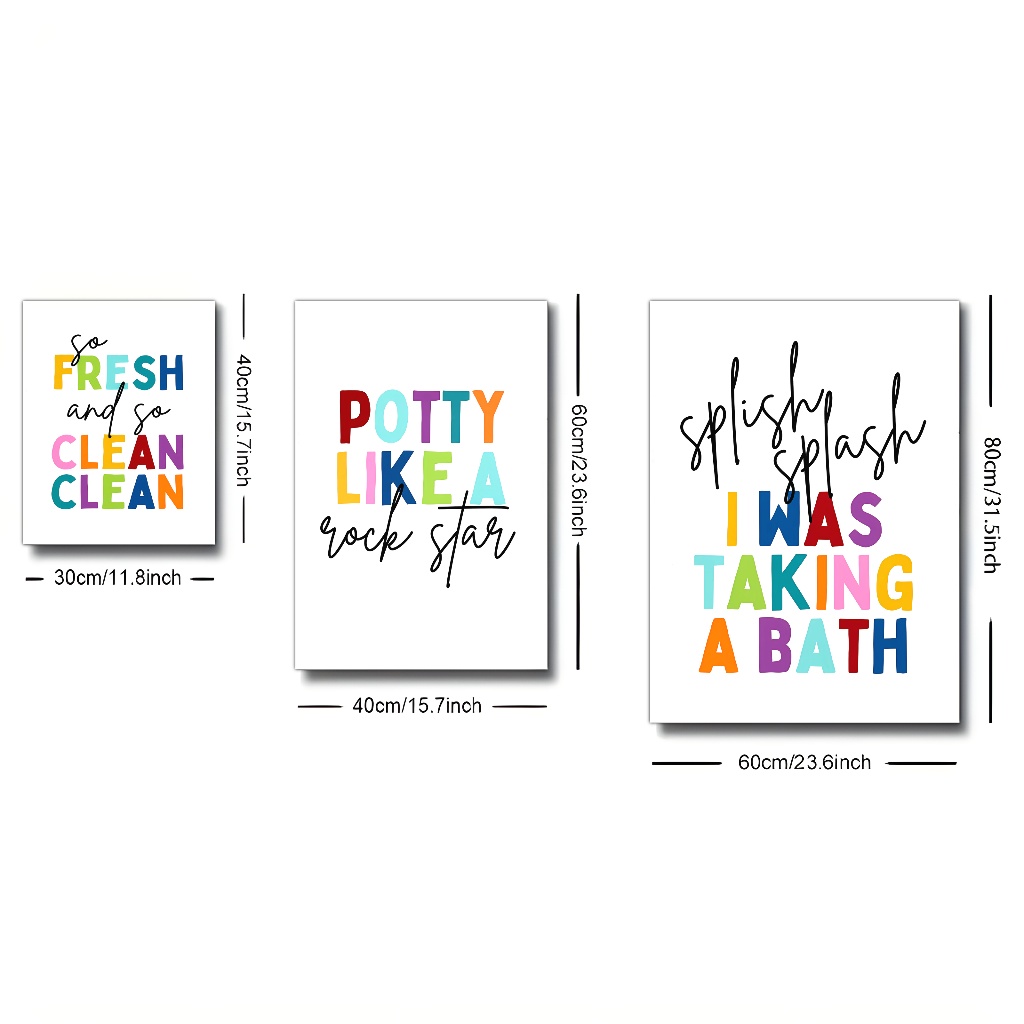 so
FRESH
and so
CLEAN
CLEAN
40cm/15.7inch
30cm/11.8inch
POTTY
LIKE A
rock star
60cm/23.6inch
40cm/15.7inch
splish
splash
I WAS
TAKING
A BATH
80cm/31.5inch
60cm/23.6inch